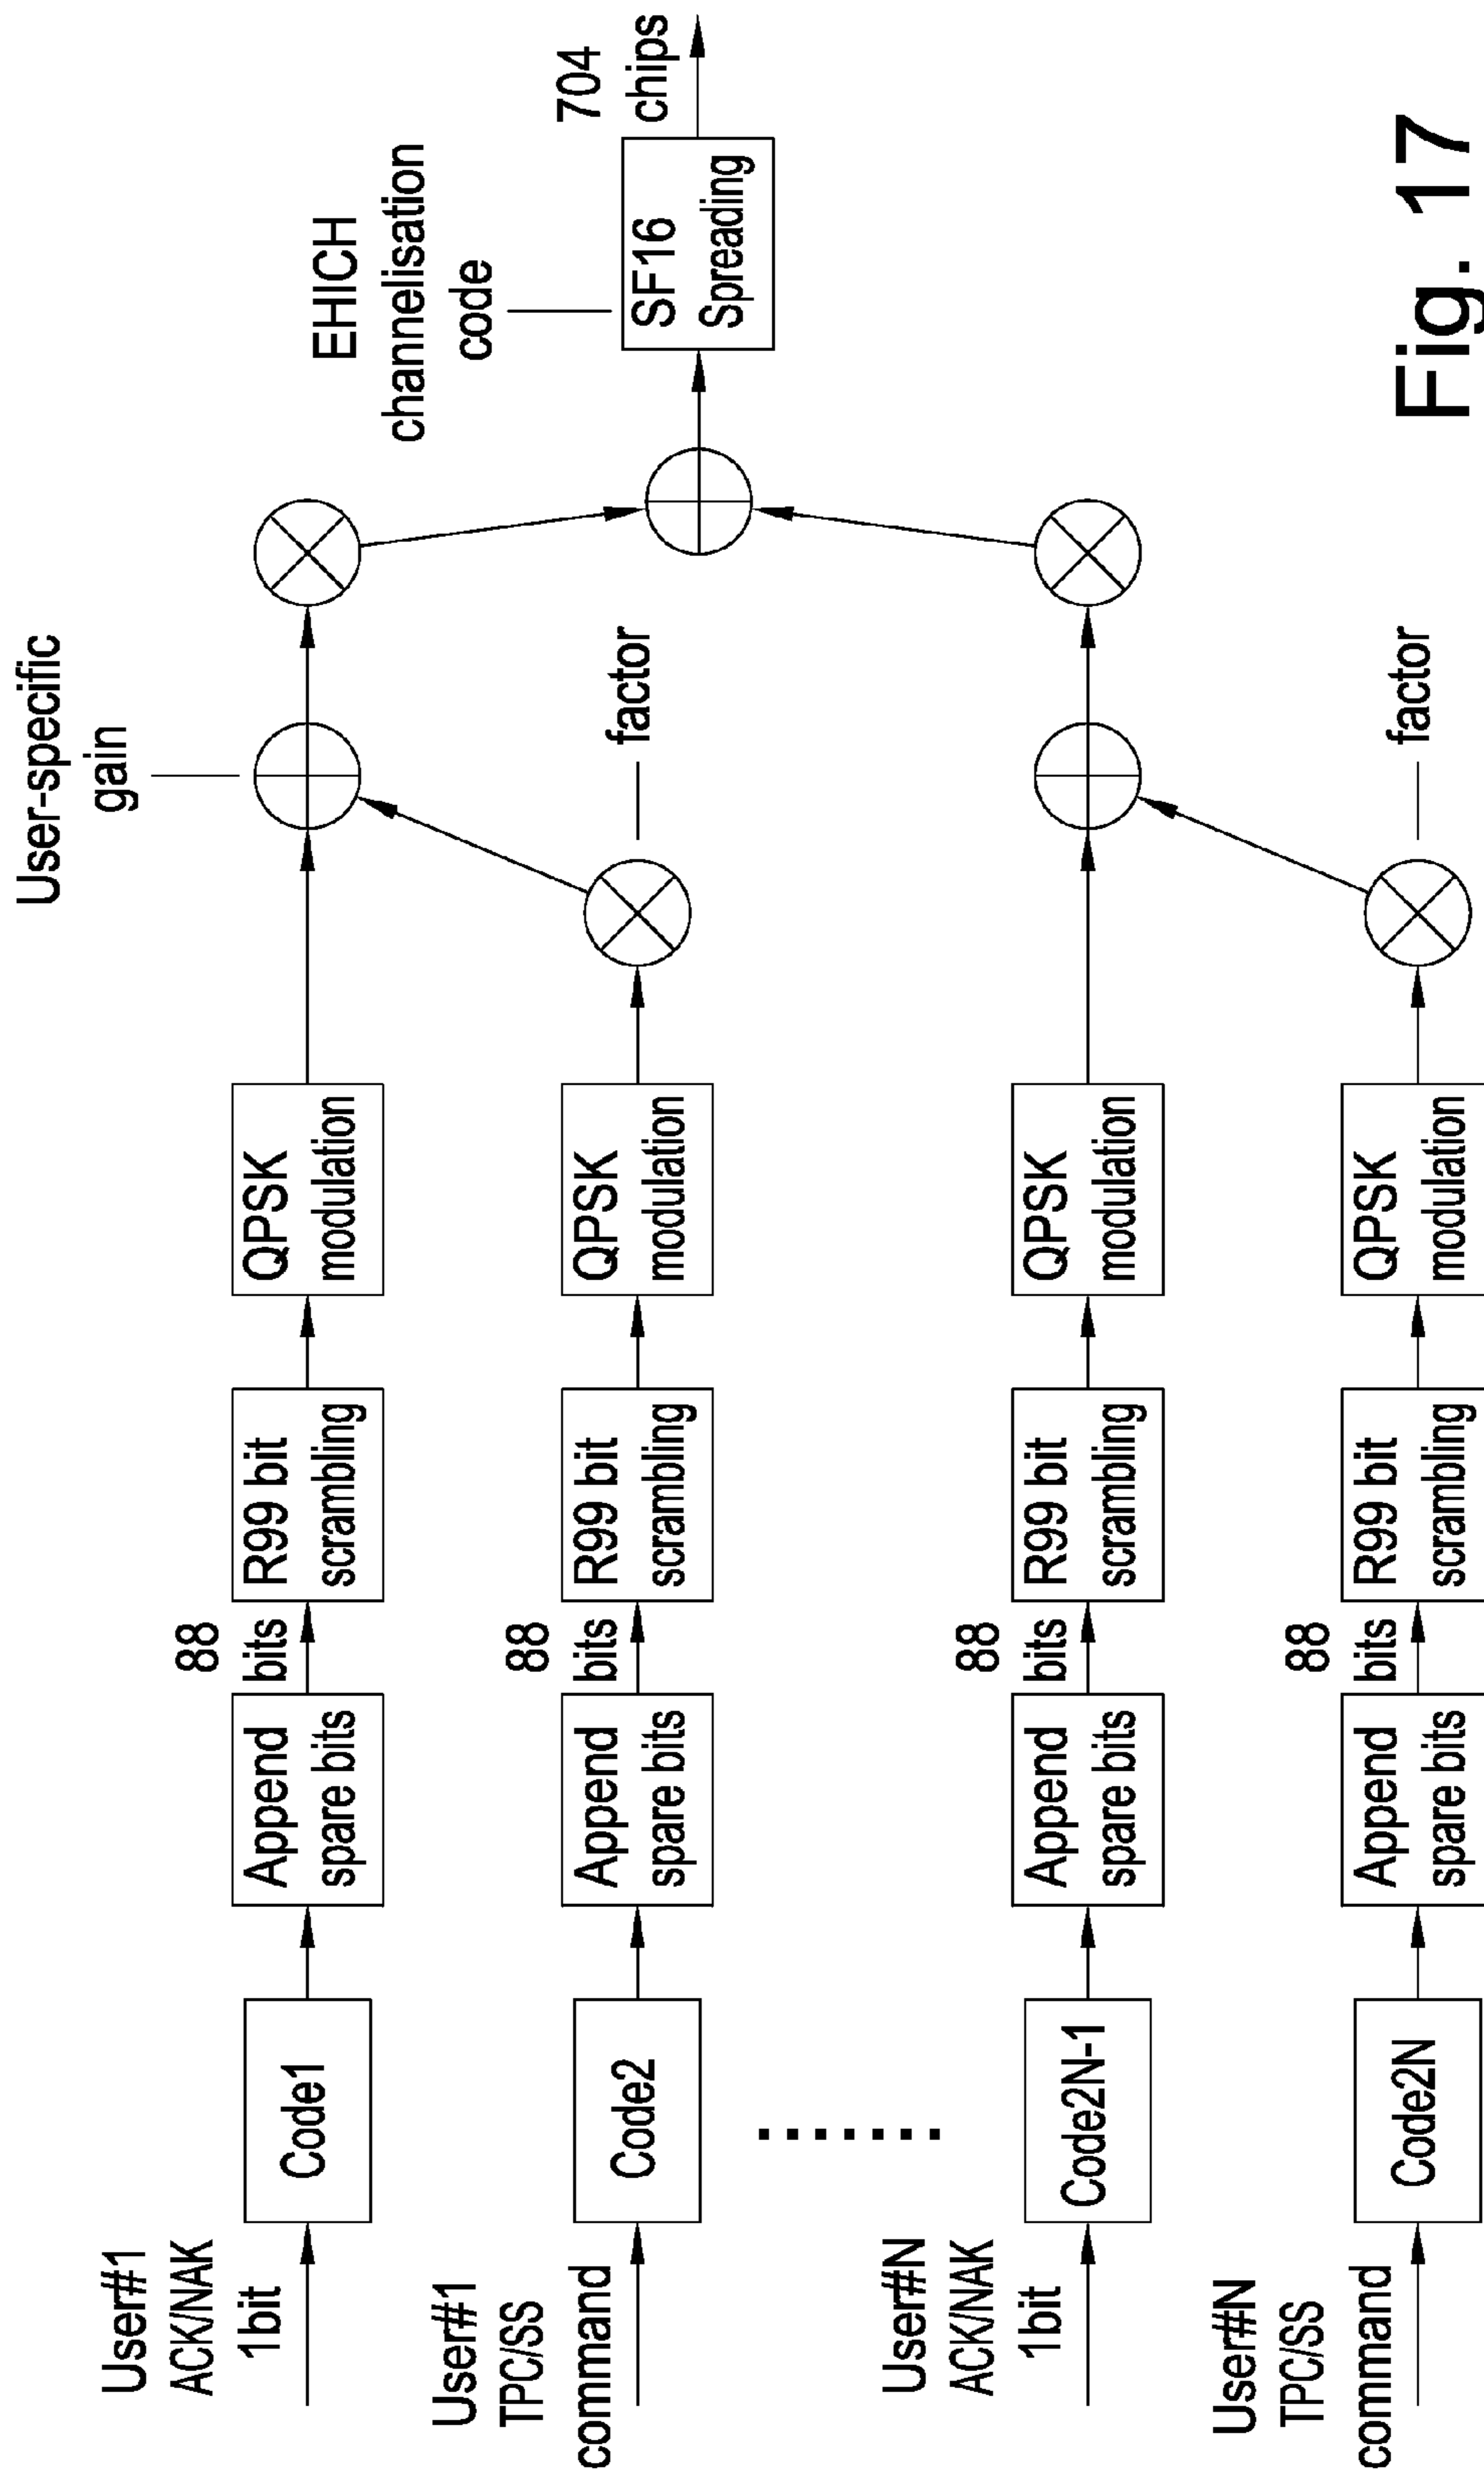 User#1
ACK/NAK
1bit
Code1
Append
spare bits
88
bits
R99 bit
scrambling
QPSK
modulation
User-specific
gain
User#1
TPC/SS
command
Code2
Append
spare bits
88
bits
R99 bit
scrambling
QPSK
modulation
factor
EHICH
channelisation
code
SF16
Spreading
704
chips
User#N
ACK/NAK
1bit
Code2N-1
Append
spare bits
88
bits
R99 bit
scrambling
QPSK
modulation
User#N
TPC/SS
command
Code2N
Append
spare bits
88
bits
R99 bit
scrambling
QPSK
modulation
factor
Fig. 17